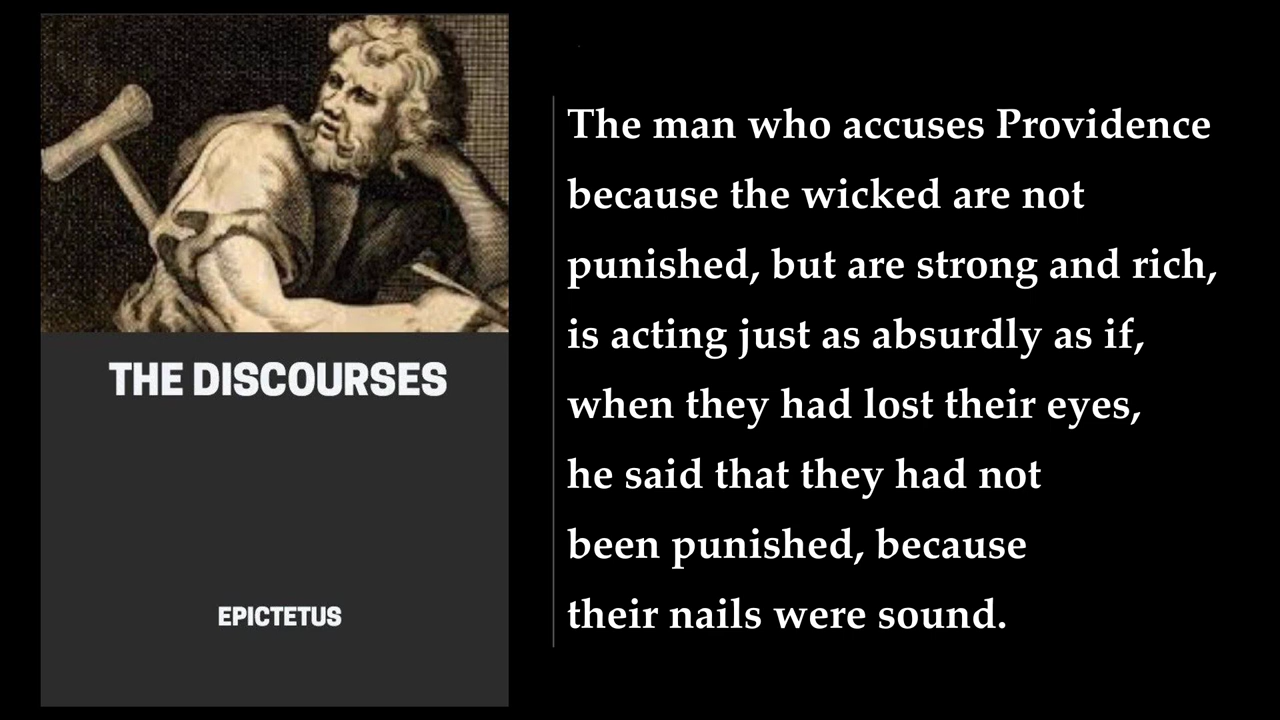 THE DISCOURSES
EPICTETUS
The man who accuses Providence
because the wicked are not
punished, but are strong and rich,
is acting just as absurdly as if,
when they had lost their eyes,
he said that they had not
been punished, because
their nails were sound.